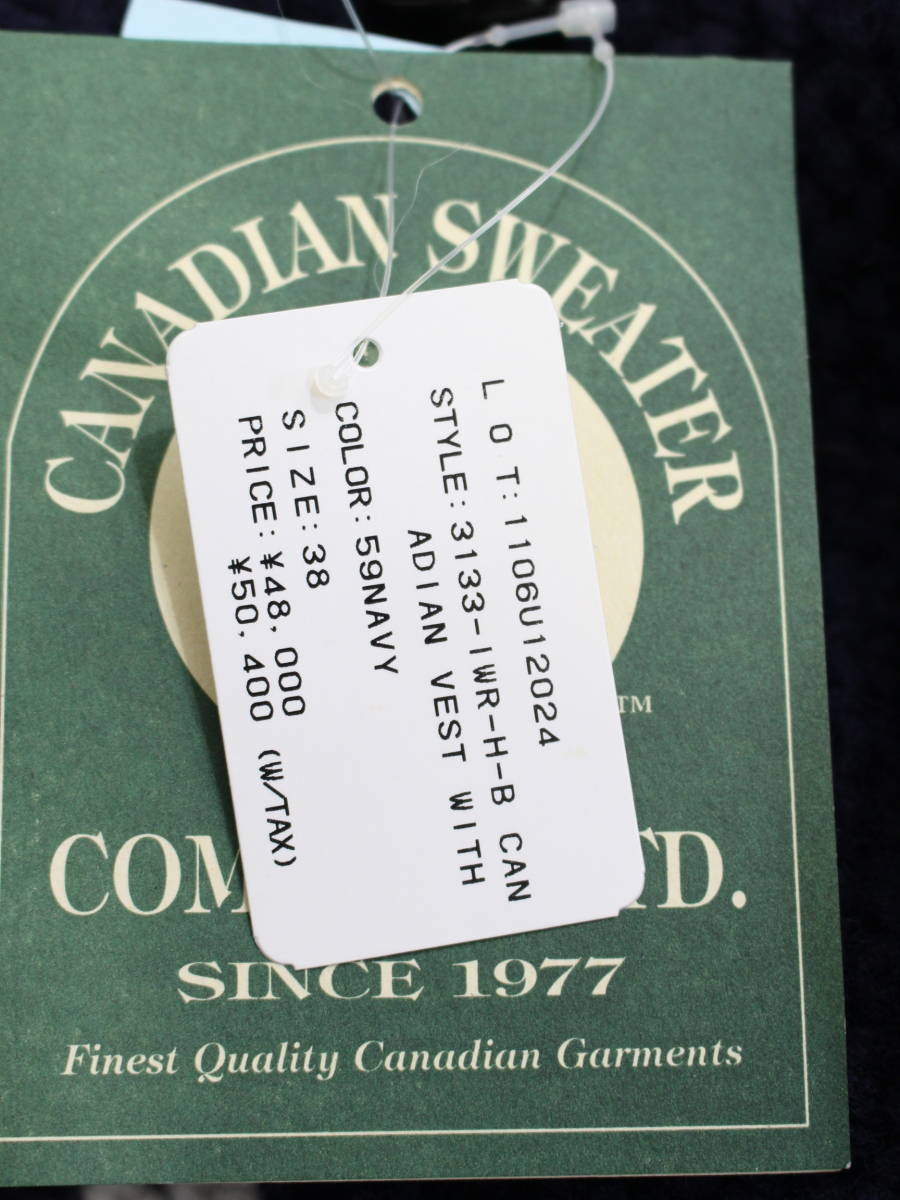 CANADIAN SWEATER
LOT:1106U12024
STYLE:3133-IWR-H-B CAN
ADIAN VEST WITH
COLOR:59NAVY
SIZE:38
PRICE:¥48,000
¥50,400 (W/TAX)
TM
COM TD.
SINCE 1977
Finest Quality Canadian Garments